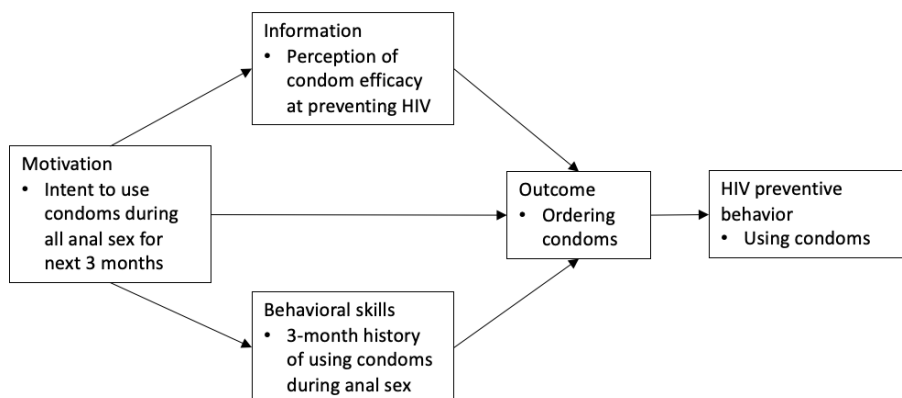 Information
• Perception of
condom efficacy
at preventing HIV
Motivation
• Intent to use
condoms during
all anal sex for
next 3 months
Outcome
• Ordering
condoms
HIV preventive
behavior
• Using condoms
Behavioral skills
• 3-month history
of using condoms
during anal sex